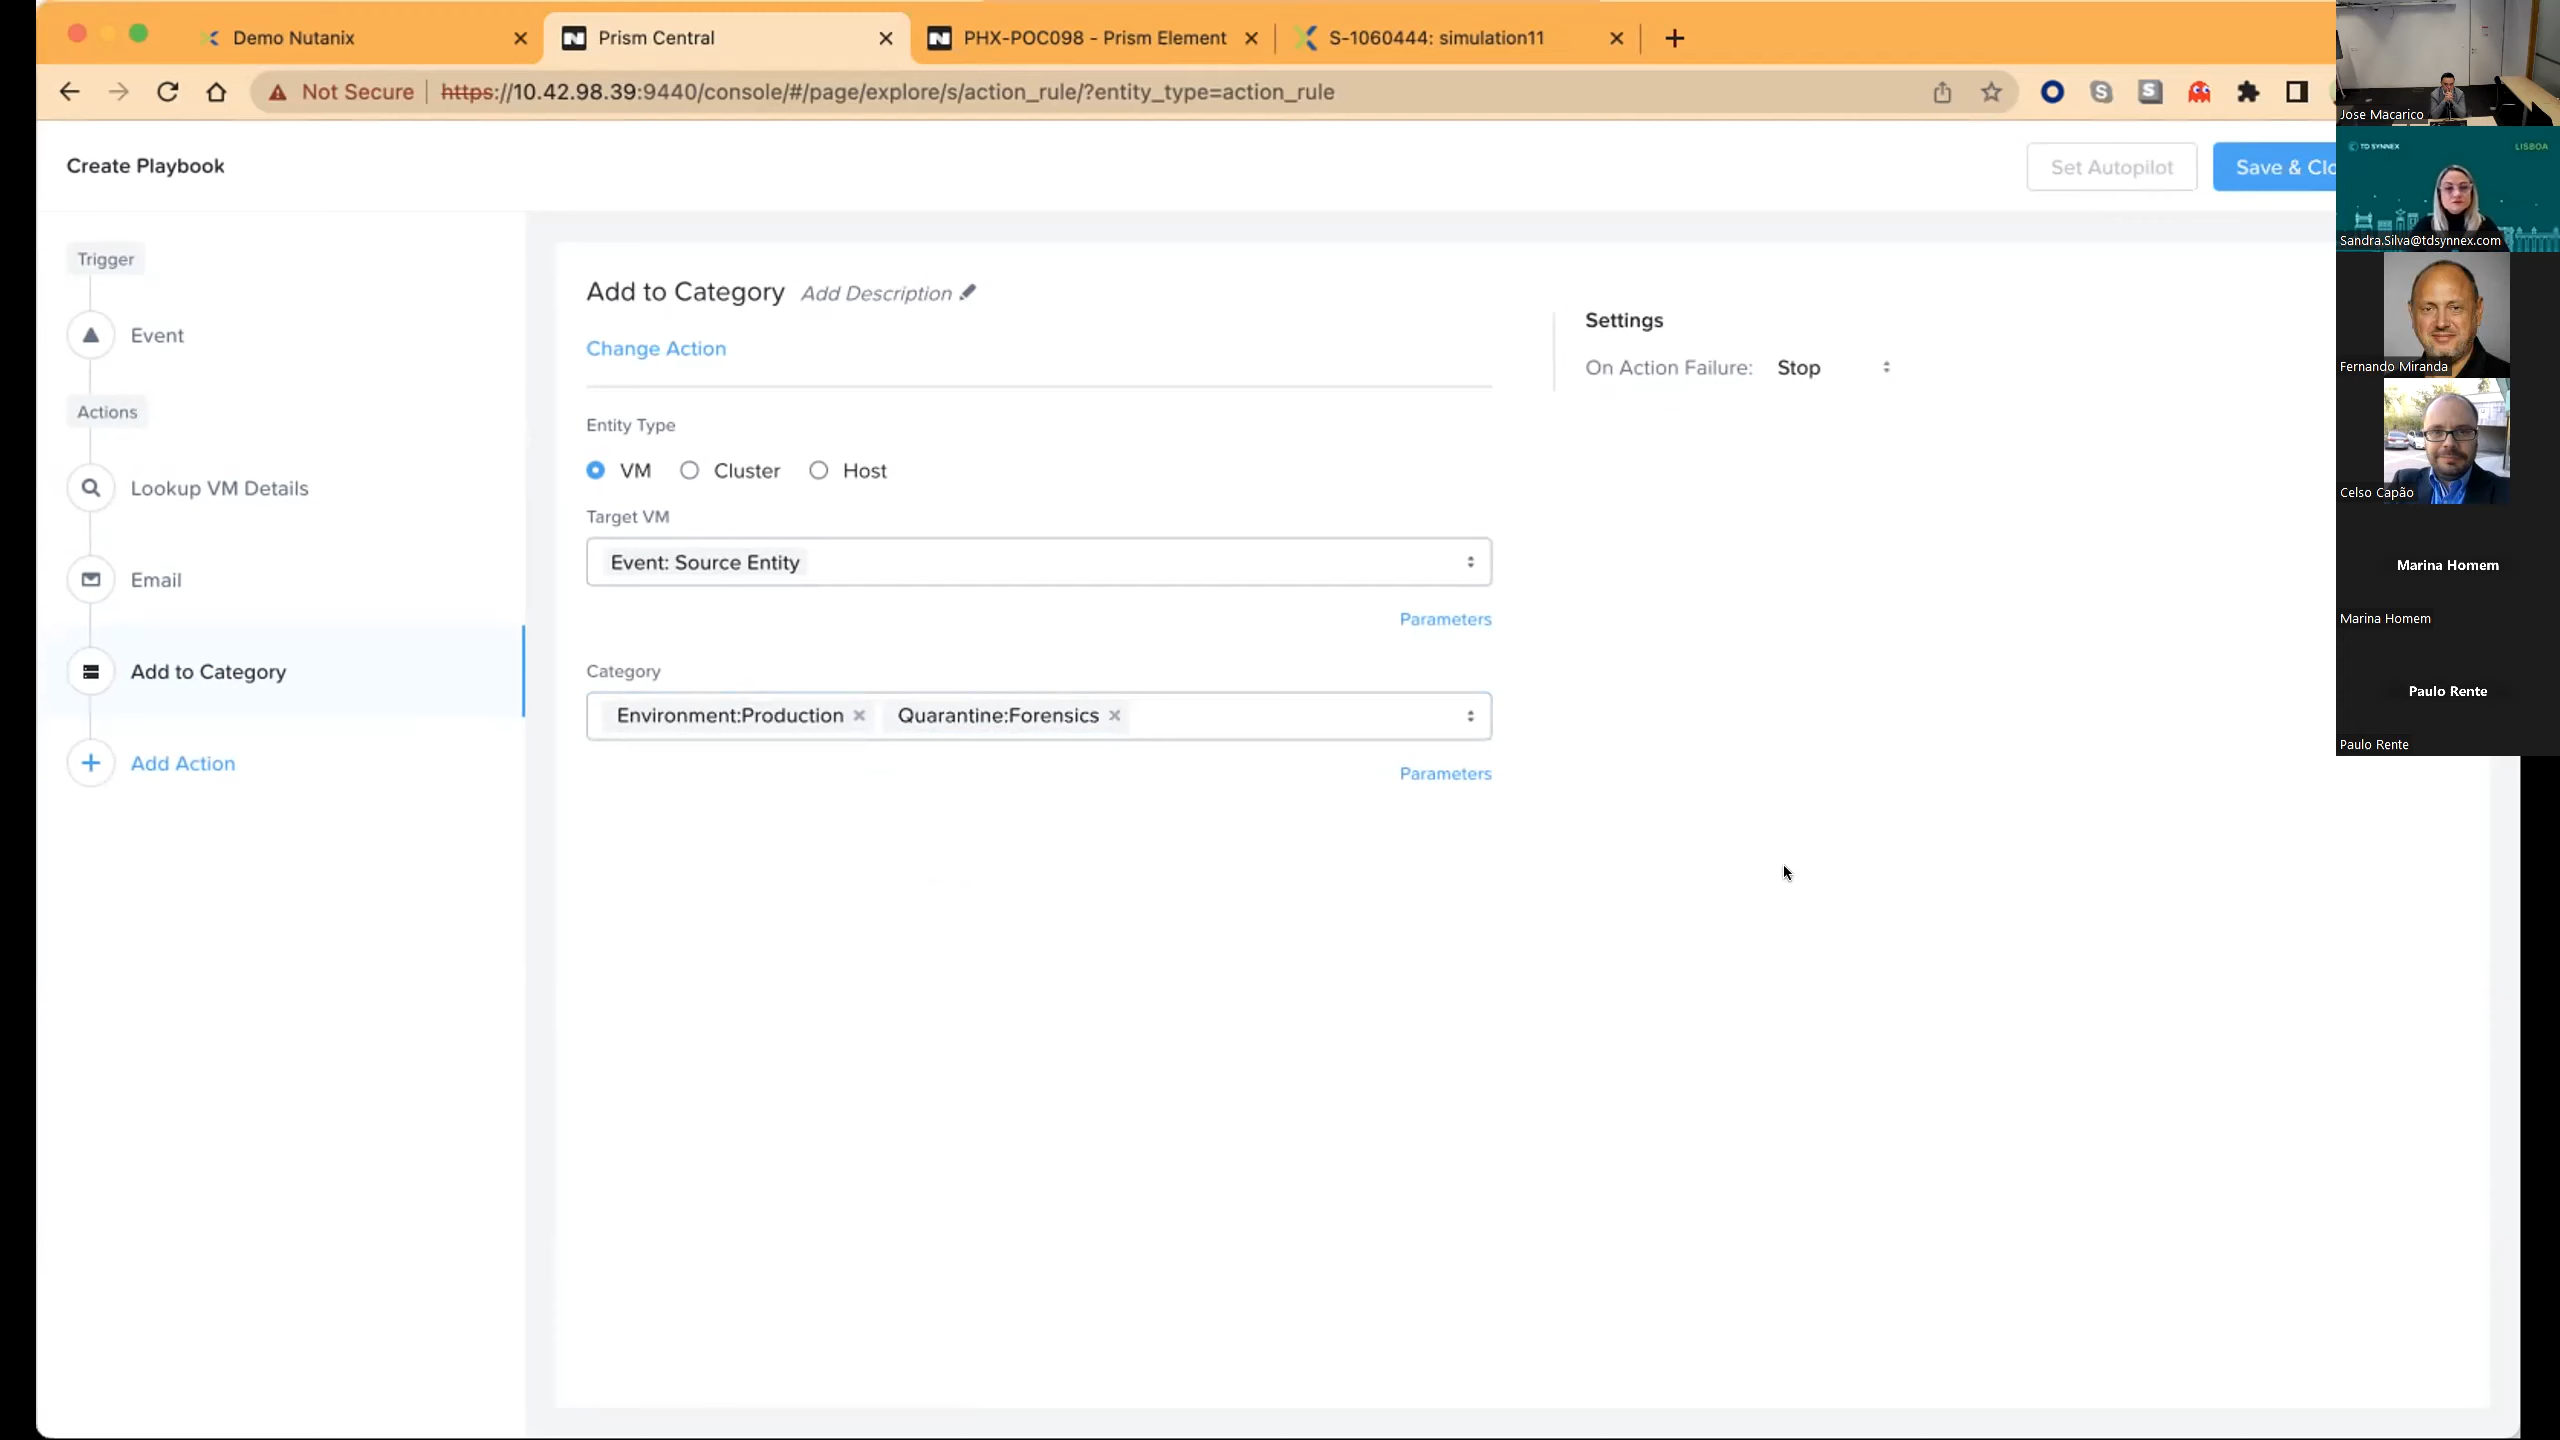 Demo Nutanix
Prism Central
PHX-POC098 - Prism Element
S-1060444: simulation11
Not Secure
https://10.42.98.39:9440/console/#/page/explore/s/action_rule/?entity_type=action_rule
Create Playbook
Set Autopilot
Save & Clo
Trigger
Event
Actions
Lookup VM Details
Email
Add to Category
Add Action
Add to Category
Add Description
Change Action
Entity Type
VM
Cluster
Host
Target VM
Event: Source Entity
Parameters
Category
Environment:Production
Quarantine:Forensics
Parameters
Settings
On Action Failure: Stop
Jose Macarico
TD SYNNEX
LISBOA
Sandra.Silva@tdsynnex.com
Fernando Miranda
Celso Capão
Marina Homem
Marina Homem
Paulo Rente
Paulo Rente